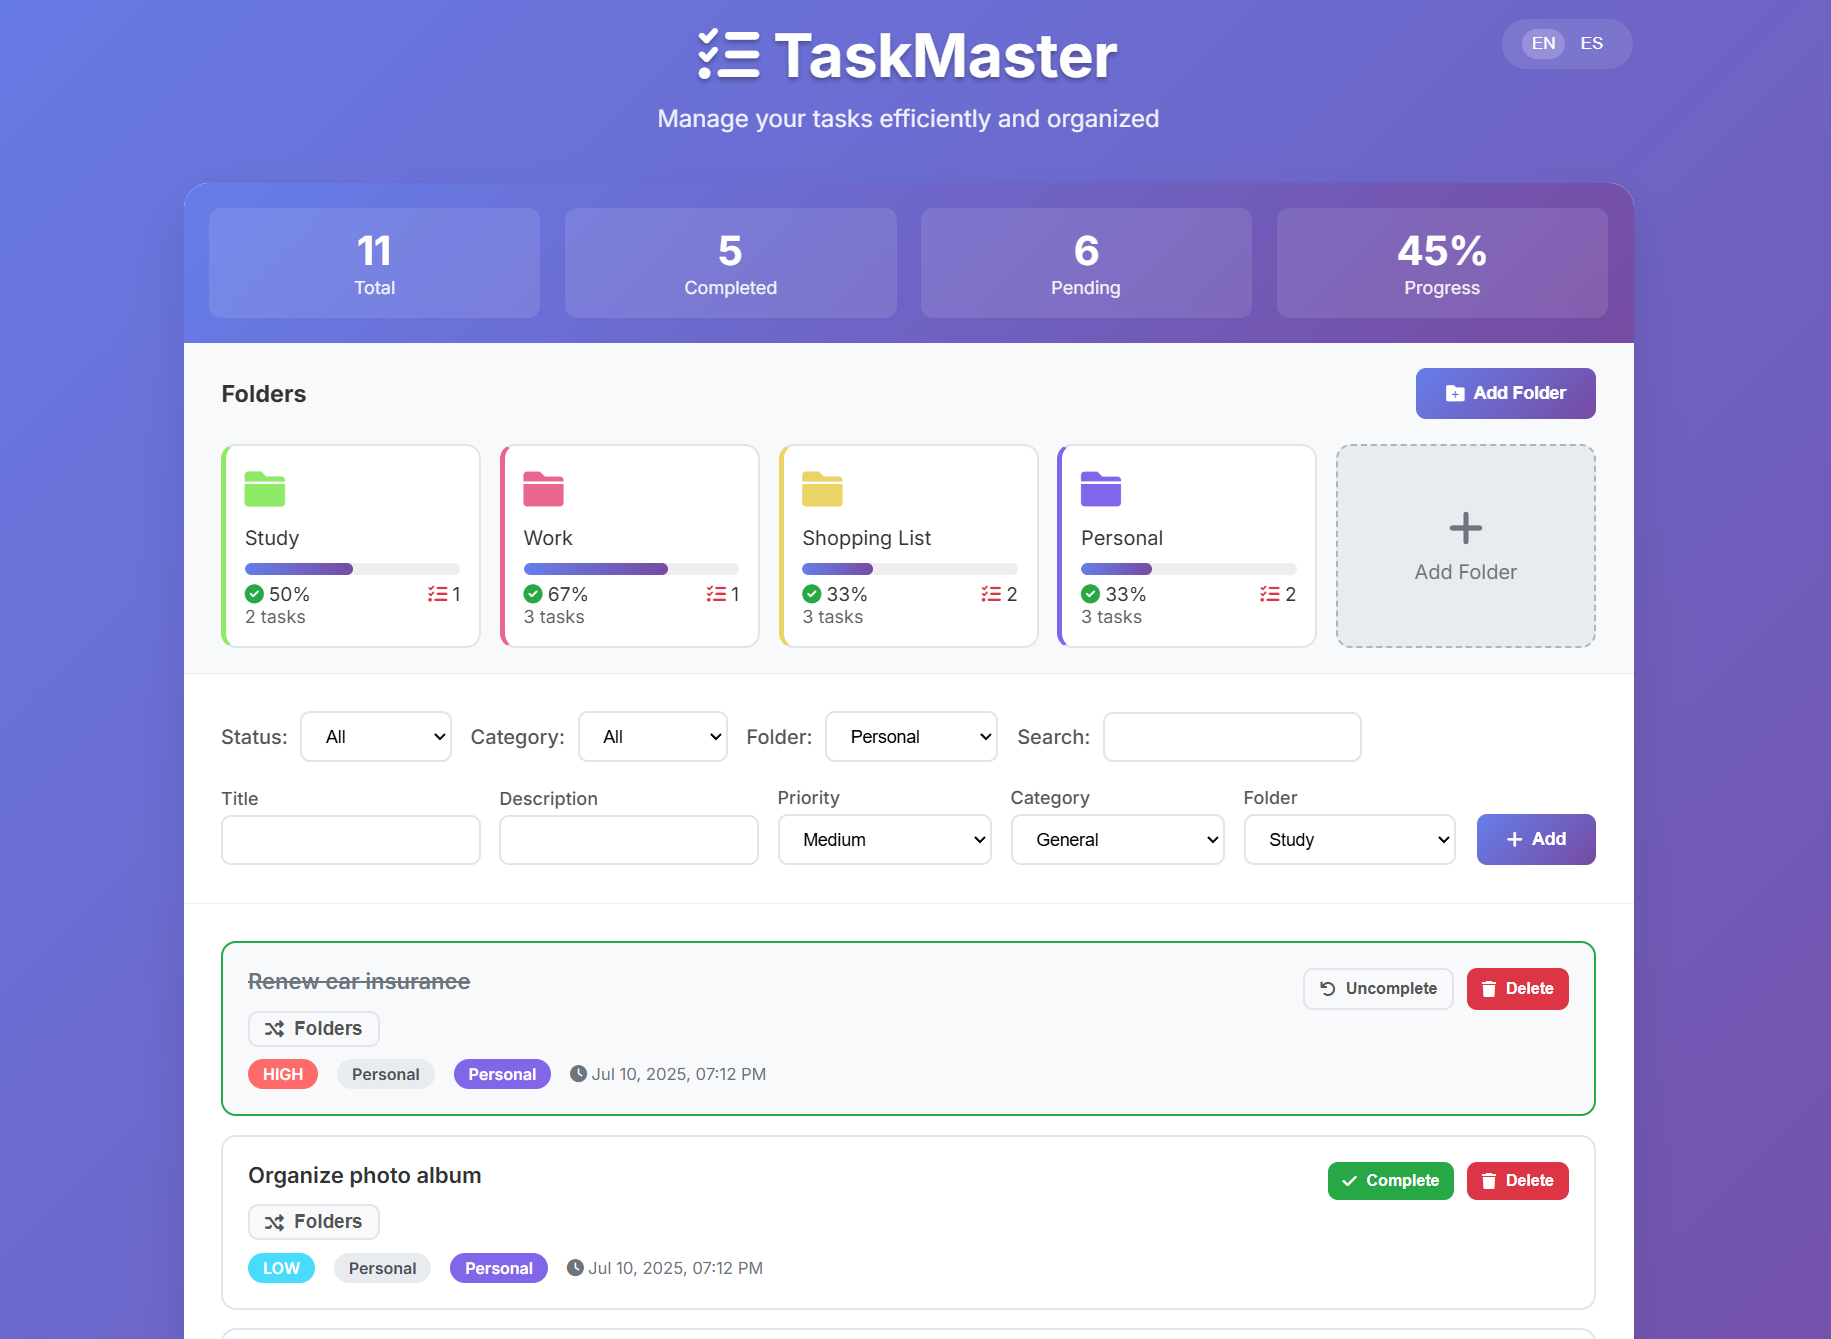 TaskMaster
EN ES
Manage your tasks efficiently and organized
11
Total
5
Completed
6
Pending
45%
Progress
Folders
Add Folder
Study
50% 1
2 tasks
Work
67% 1
3 tasks
Shopping List
33% 2
3 tasks
Personal
33% 2
3 tasks
Add Folder
Status: All Category: All Folder: Personal Search:
Title Description Priority Category Folder
Medium General Study Add
Renew car insurance
Uncomplete Delete
Folders
HIGH Personal Personal Jul 10, 2025, 07:12 PM
Organize photo album
Complete Delete
Folders
LOW Personal Personal Jul 10, 2025, 07:12 PM